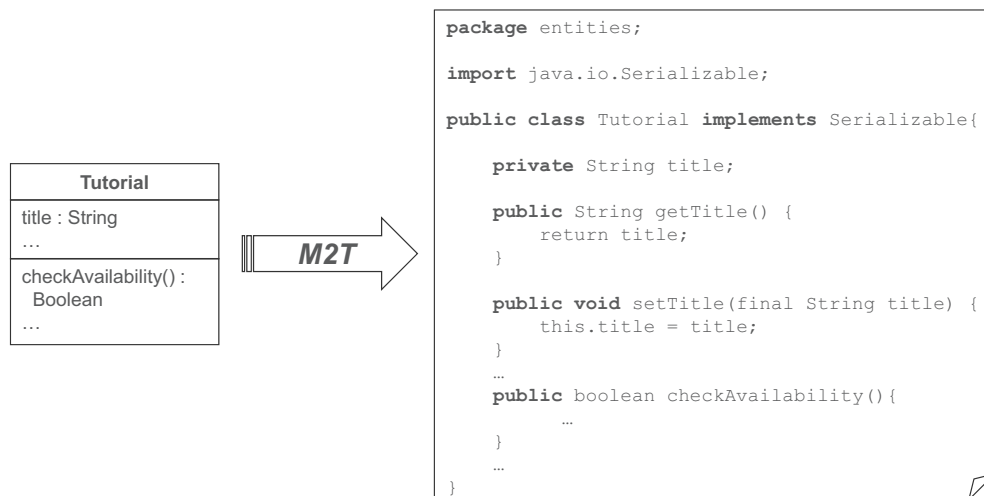 Tutorial
title : String
…
checkAvailability() :
Boolean
…
M2T
package entities;
import java.io.Serializable;
public class Tutorial implements Serializable{
private String title;
public String getTitle() {
return title;
}
public void setTitle(final String title) {
this.title = title;
}
…
public boolean checkAvailability(){
…
}
…
}